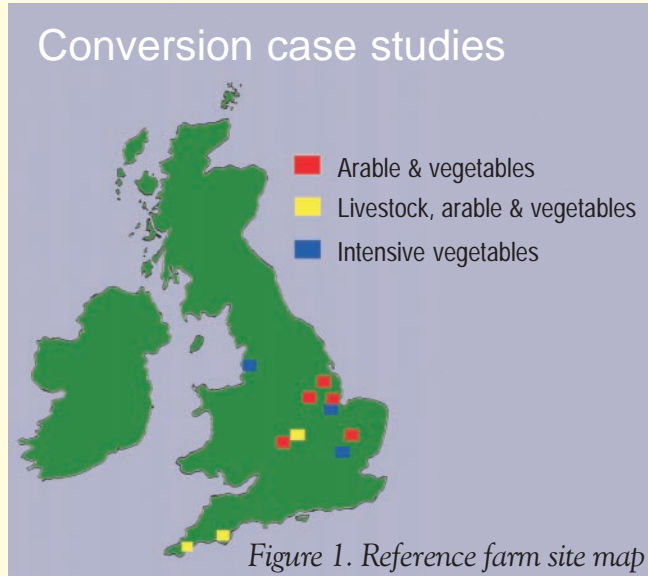 Conversion case studies
Arable & vegetables
Livestock, arable & vegetables
Intensive vegetables
Figure 1. Reference farm site map